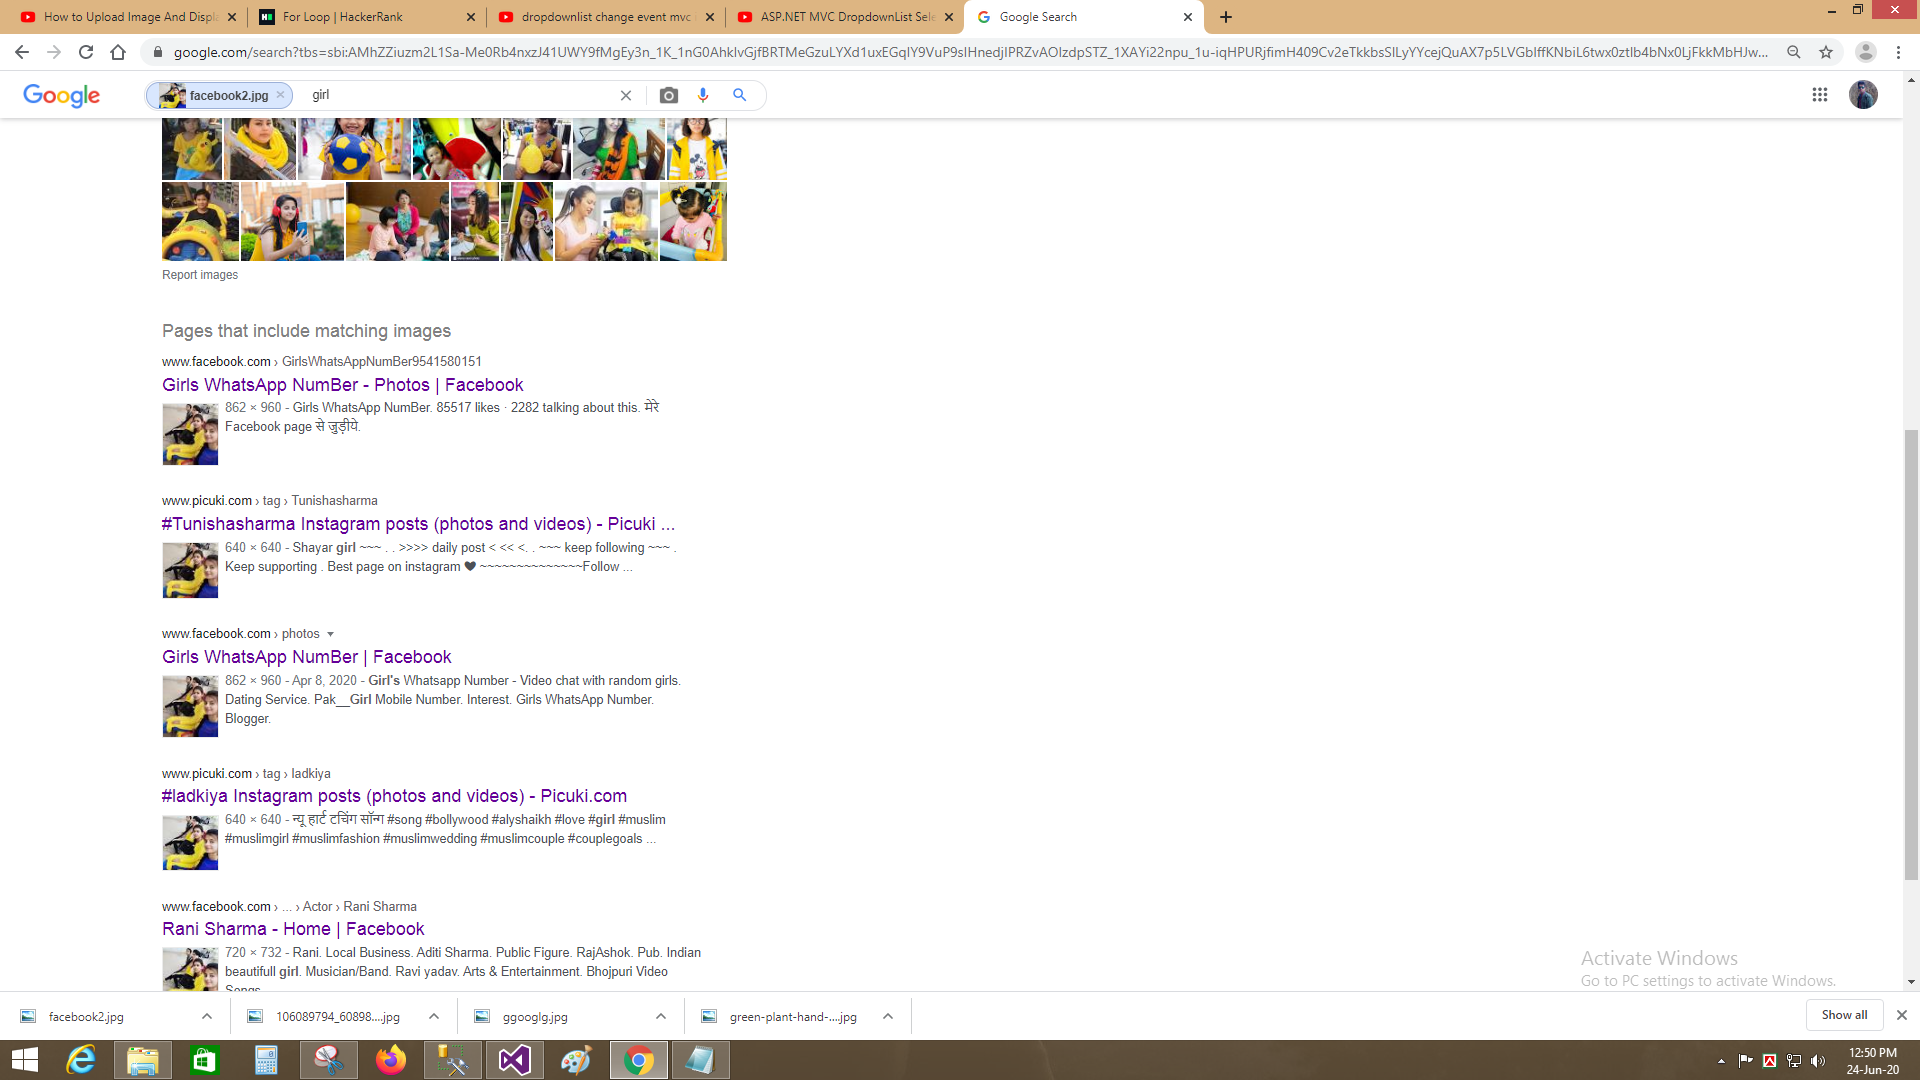 How to Upload Image And Displ
For Loop | HackerRank
dropdownlist change event mvc
ASP.NET MVC DropdownList Sele
Google Search
Google
facebook2.jpg
girl
Report images
Pages that include matching images
www.facebook.com › GirlsWhatsAppNumBer9541580151
Girls WhatsApp NumBer - Photos | Facebook
862 × 960 - Girls WhatsApp NumBer. 85517 likes · 2282 talking about this. मेरे
Facebook page से जुड़ीये.
www.picuki.com › tag › Tunishasharma
#Tunishasharma Instagram posts (photos and videos) - Picuki ...
640 × 640 - Shayar girl ~~~ . . >>>> daily post < << <. . ~~~ keep following ~~~ .
Keep supporting . Best page on instagram ♥ ~~~~~~~~~~~~~~Follow ...
www.facebook.com › photos
Girls WhatsApp NumBer | Facebook
862 × 960 - Apr 8, 2020 - Girl's Whatsapp Number - Video chat with random girls.
Dating Service. Pak__Girl Mobile Number. Interest. Girls WhatsApp Number.
Blogger.
www.picuki.com › tag › ladkiya
#ladkiya Instagram posts (photos and videos) - Picuki.com
640 × 640 - न्यू हार्ट टचिंग सॉन्ग #song #bollywood #alyshaikh #love #girl #muslim
#muslimgirl #muslimfashion #muslimwedding #muslimcouple #couplegoals ...
www.facebook.com › ... › Actor › Rani Sharma
Rani Sharma - Home | Facebook
720 × 732 - Rani. Local Business. Aditi Sharma. Public Figure. RajAshok. Pub. Indian
beautifull girl. Musician/Band. Ravi yadav. Arts & Entertainment. Bhojpuri Video
Songs
Activate Windows
Go to PC settings to activate Windows.
facebook2.jpg
106089794_60898....jpg
ggooglg.jpg
green-plant-hand-....jpg
Show all
12:50 PM
24-Jun-20